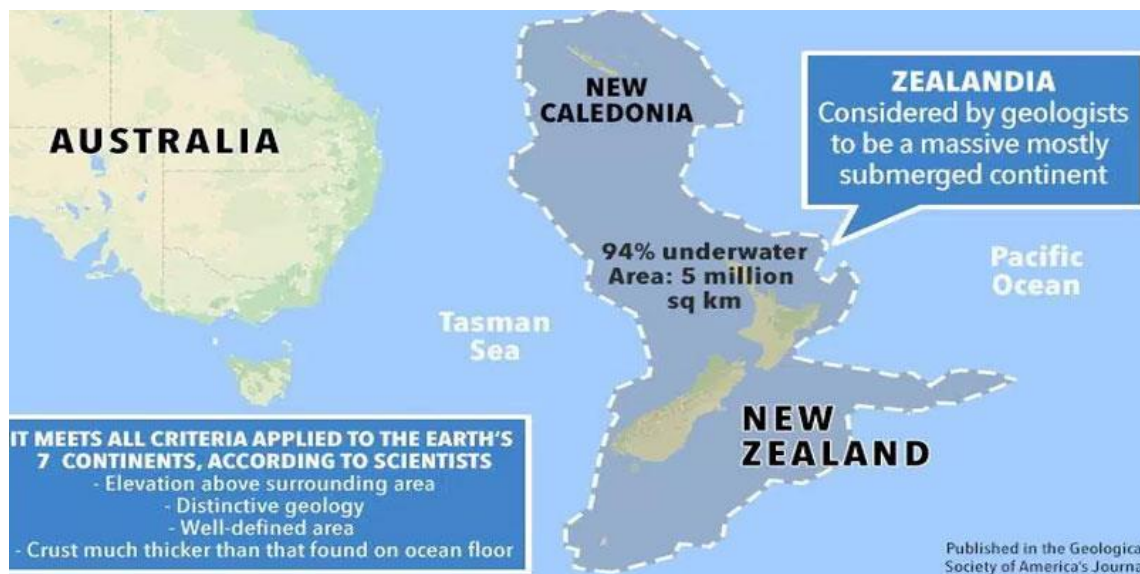 AUSTRALIA
NEW
CALEDONIA
ZEALANDIA
Considered by geologists
to be a massive mostly
submerged continent
94% underwater
Area: 5 million
sq km
Pacific
Ocean
Tasman
Sea
NEW
ZEALAND
IT MEETS ALL CRITERIA APPLIED TO THE EARTH'S
7 CONTINENTS, ACCORDING TO SCIENTISTS
- Elevation above surrounding area
- Distinctive geology
- Well-defined area
- Crust much thicker than that found on ocean floor
Published in the Geologica
Society of America's Journa